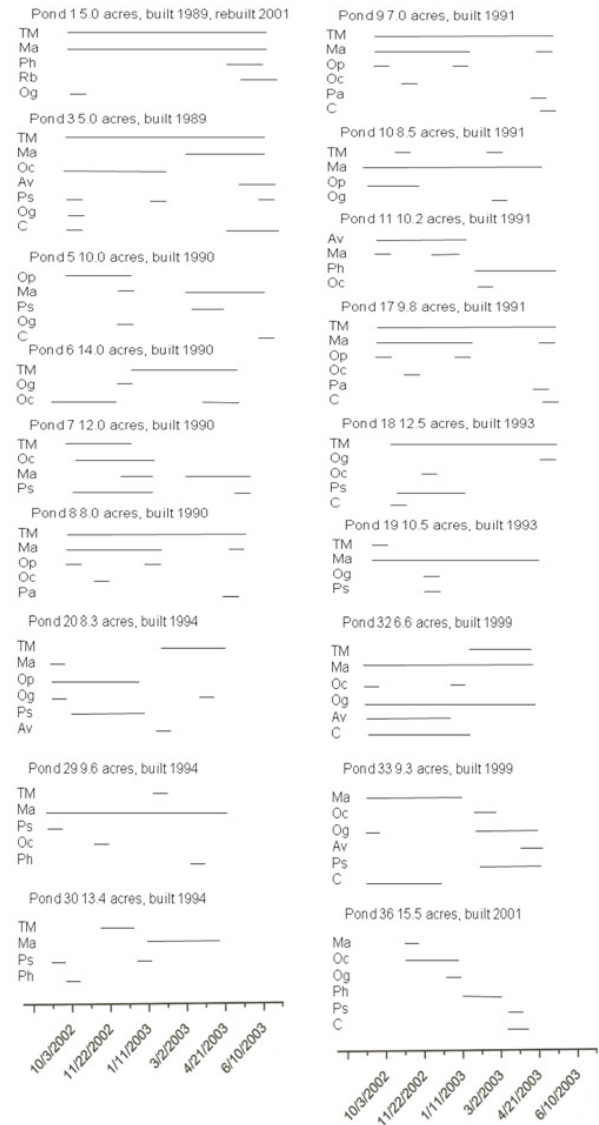 Pond 1 5.0 acres, built 1989, rebuilt 2001
TM
Ma
Ph
Rb
Og
Pond 3 5.0 acres, built 1989
TM
Ma
Oc
Av
Ps
Og
C
Pond 5 10.0 acres, built 1990
Op
Ma
Ps
Og
C
Pond 6 14.0 acres, built 1990
TM
Og
Oc
Pond 7 12.0 acres, built 1990
TM
Oc
Ma
Ps
Pond 8 8.0 acres, built 1990
TM
Ma
Op
Oc
Pa
Pond 20 8.3 acres, built 1994
TM
Ma
Op
Og
Ps
Av
Pond 29 9.6 acres, built 1994
TM
Ma
Ps
Oc
Ph
Pond 30 13.4 acres, built 1994
TM
Ma
Ps
Ph
10/3/2002
11/22/2002
1/11/2003
3/2/2003
4/21/2003
6/10/2003
Pond 9 7.0 acres, built 1991
TM
Ma
Op
Oc
Pa
C
Pond 10 8.5 acres, built 1991
TM
Ma
Op
Og
Pond 11 10.2 acres, built 1991
Av
Ma
Ph
Oc
Pond 17 9.8 acres, built 1991
TM
Ma
Op
Oc
Pa
C
Pond 18 12.5 acres, built 1993
TM
Og
Oc
Ps
C
Pond 19 10.5 acres, built 1993
TM
Ma
Og
Ps
Pond 32 6.6 acres, built 1999
TM
Ma
Oc
Og
Av
C
Pond 33 9.3 acres, built 1999
Ma
Oc
Og
Av
Ps
C
Pond 36 15.5 acres, built 2001
Ma
Oc
Og
Ph
Ps
C
10/3/2002
11/22/2002
1/11/2003
3/2/2003
4/21/2003
6/10/2003